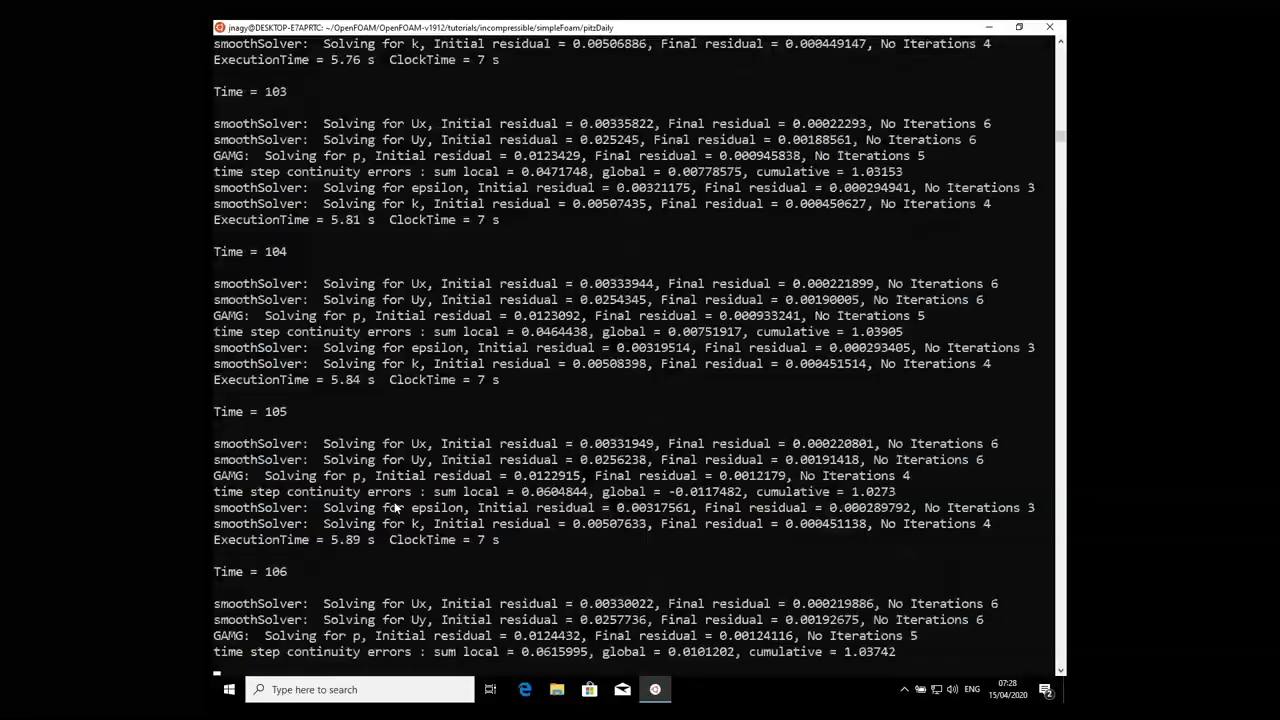 jnagy@DESKTOP-E7APRTC: ~/OpenFOAM/OpenFOAM-v1912/tutorials/incompressible/simpleFoam/pitzDaily
smoothSolver:  Solving for k, Initial residual = 0.00506886, Final residual = 0.000449147, No Iterations 4
ExecutionTime = 5.76 s  ClockTime = 7 s
Time = 103
smoothSolver:  Solving for Ux, Initial residual = 0.00335822, Final residual = 0.00022293, No Iterations 6
smoothSolver:  Solving for Uy, Initial residual = 0.025245, Final residual = 0.00188561, No Iterations 6
GAMG:  Solving for p, Initial residual = 0.0123429, Final residual = 0.000945838, No Iterations 5
time step continuity errors : sum local = 0.0471748, global = 0.00778575, cumulative = 1.03153
smoothSolver:  Solving for epsilon, Initial residual = 0.00321175, Final residual = 0.000294941, No Iterations 3
smoothSolver:  Solving for k, Initial residual = 0.00507435, Final residual = 0.000450627, No Iterations 4
ExecutionTime = 5.81 s  ClockTime = 7 s
Time = 104
smoothSolver:  Solving for Ux, Initial residual = 0.00333944, Final residual = 0.000221899, No Iterations 6
smoothSolver:  Solving for Uy, Initial residual = 0.0254345, Final residual = 0.00190005, No Iterations 6
GAMG:  Solving for p, Initial residual = 0.0123092, Final residual = 0.000933241, No Iterations 5
time step continuity errors : sum local = 0.0464438, global = 0.00751917, cumulative = 1.03905
smoothSolver:  Solving for epsilon, Initial residual = 0.00319514, Final residual = 0.000293405, No Iterations 3
smoothSolver:  Solving for k, Initial residual = 0.00508398, Final residual = 0.000451514, No Iterations 4
ExecutionTime = 5.84 s  ClockTime = 7 s
Time = 105
smoothSolver:  Solving for Ux, Initial residual = 0.00331949, Final residual = 0.000220801, No Iterations 6
smoothSolver:  Solving for Uy, Initial residual = 0.0256238, Final residual = 0.00191418, No Iterations 6
GAMG:  Solving for p, Initial residual = 0.0122915, Final residual = 0.0012179, No Iterations 4
time step continuity errors : sum local = 0.0604844, global = -0.0117482, cumulative = 1.0273
smoothSolver:  Solving for epsilon, Initial residual = 0.00317561, Final residual = 0.000289792, No Iterations 3
smoothSolver:  Solving for k, Initial residual = 0.00507633, Final residual = 0.000451138, No Iterations 4
ExecutionTime = 5.89 s  ClockTime = 7 s
Time = 106
smoothSolver:  Solving for Ux, Initial residual = 0.00330022, Final residual = 0.000219886, No Iterations 6
smoothSolver:  Solving for Uy, Initial residual = 0.0257736, Final residual = 0.00192675, No Iterations 6
GAMG:  Solving for p, Initial residual = 0.0124432, Final residual = 0.00124116, No Iterations 5
time step continuity errors : sum local = 0.0615995, global = 0.0101202, cumulative = 1.03742
Type here to search
ENG
07:28
15/04/2020
2